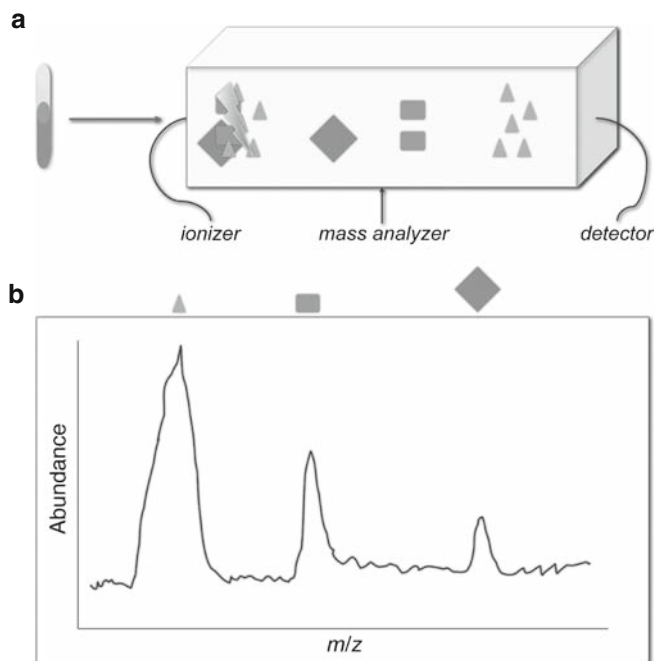 a
ionizer
mass analyzer
detector
b
Abundance
m/z